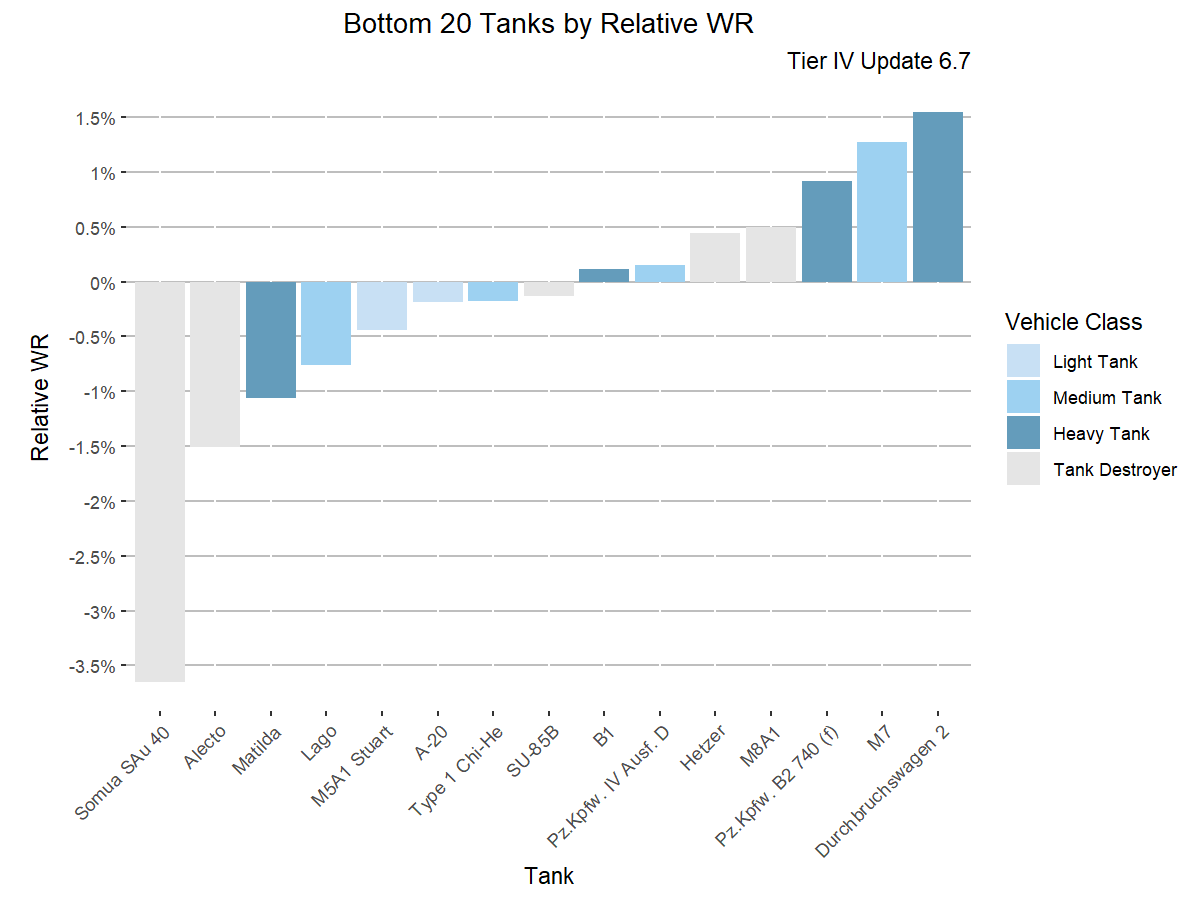 Bottom 20 Tanks by Relative WR
Tier IV Update 6.7
1.5%
1%
0.5%
0%
-0.5%
-1%
-1.5%
-2%
-2.5%
-3%
-3.5%
Relative WR
Somua SAu 40
Alecto
Matilda
Lago
M5A1 Stuart
A-20
Type 1 Chi-He
SU-85B
B1
Pz.Kpfw. IV Ausf. D
Hetzer
M8A1
Pz.Kpfw. B2 740 (f)
M7
Durchbruchswagen 2
Tank
Vehicle Class
Light Tank
Medium Tank
Heavy Tank
Tank Destroyer